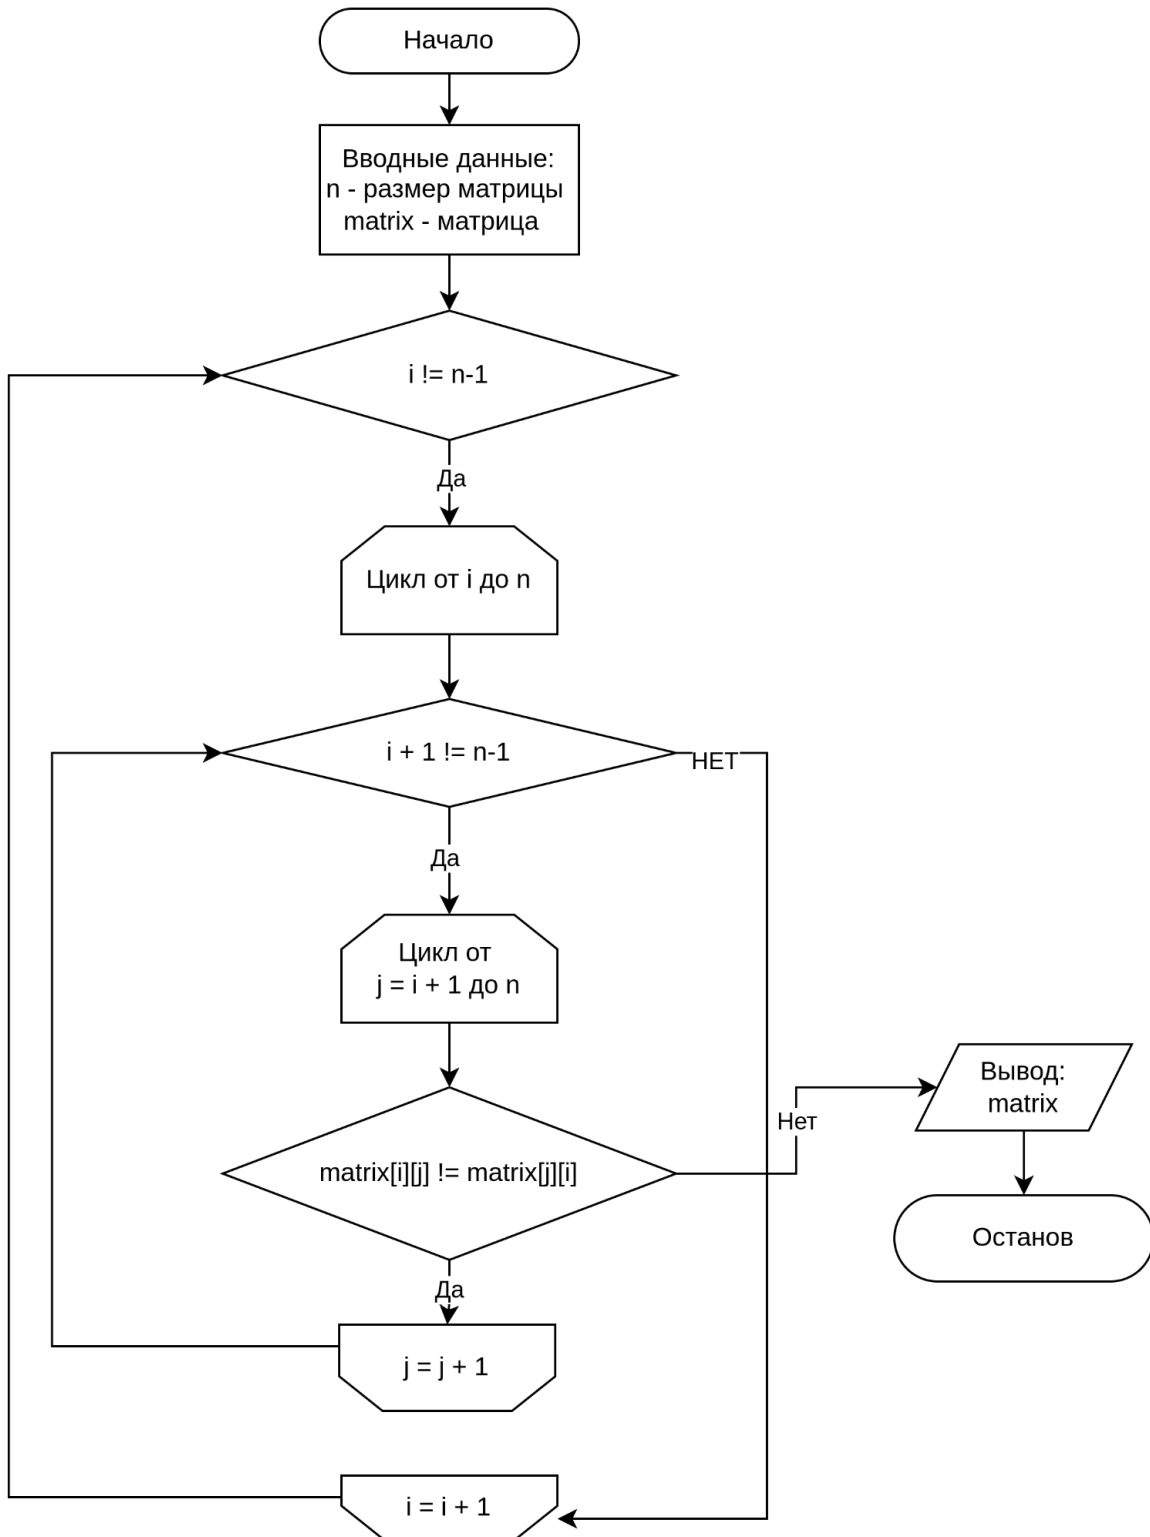 Начало
Вводные данные:
n - размер матрицы
matrix - матрица
i != n-1
Да
Цикл от i до n
i + 1 != n-1
НЕТ
Да
Цикл от
j = i + 1 до n
Вывод:
matrix
Нет
matrix[i][j] != matrix[j][i]
Останов
Да
j = j + 1
i = i + 1